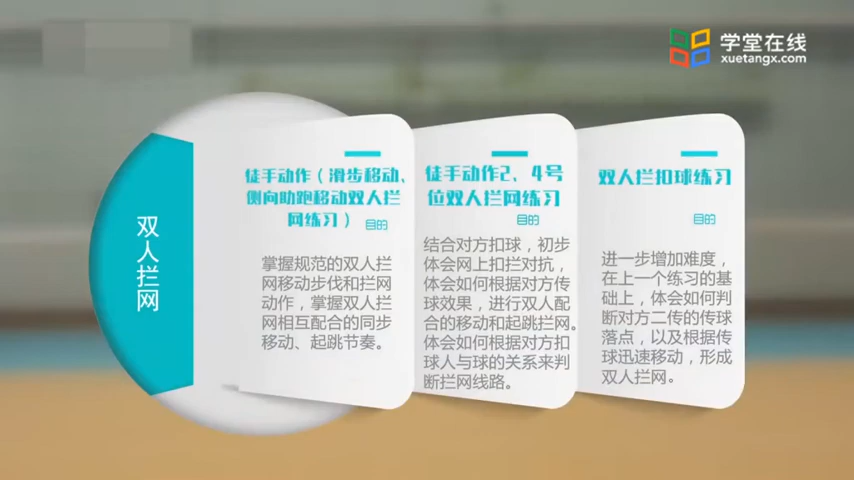 学堂在线
xuetangx.com
双人拦网
徒手动作（滑步移动、
侧向助跑移动双人拦
网练习）
目的
掌握规范的双人拦
网移动步伐和拦网
动作，掌握双人拦
网相互配合的同步
移动、起跳节奏。
徒手动作2、4号
位双人拦网练习
目的
结合对方扣球，初步
体会网上扣拦对抗，
体会如何根据对方传
球效果，进行双人配
合的移动和起跳拦网。
体会如何根据对方扣
球人与球的关系来判
断拦网线路。
双人拦扣球练习
目的
进一步增加难度，
在上一个练习的基
础上，体会如何判
断对方二传的传球
落点，以及根据传
球迅速移动，形成
双人拦网。